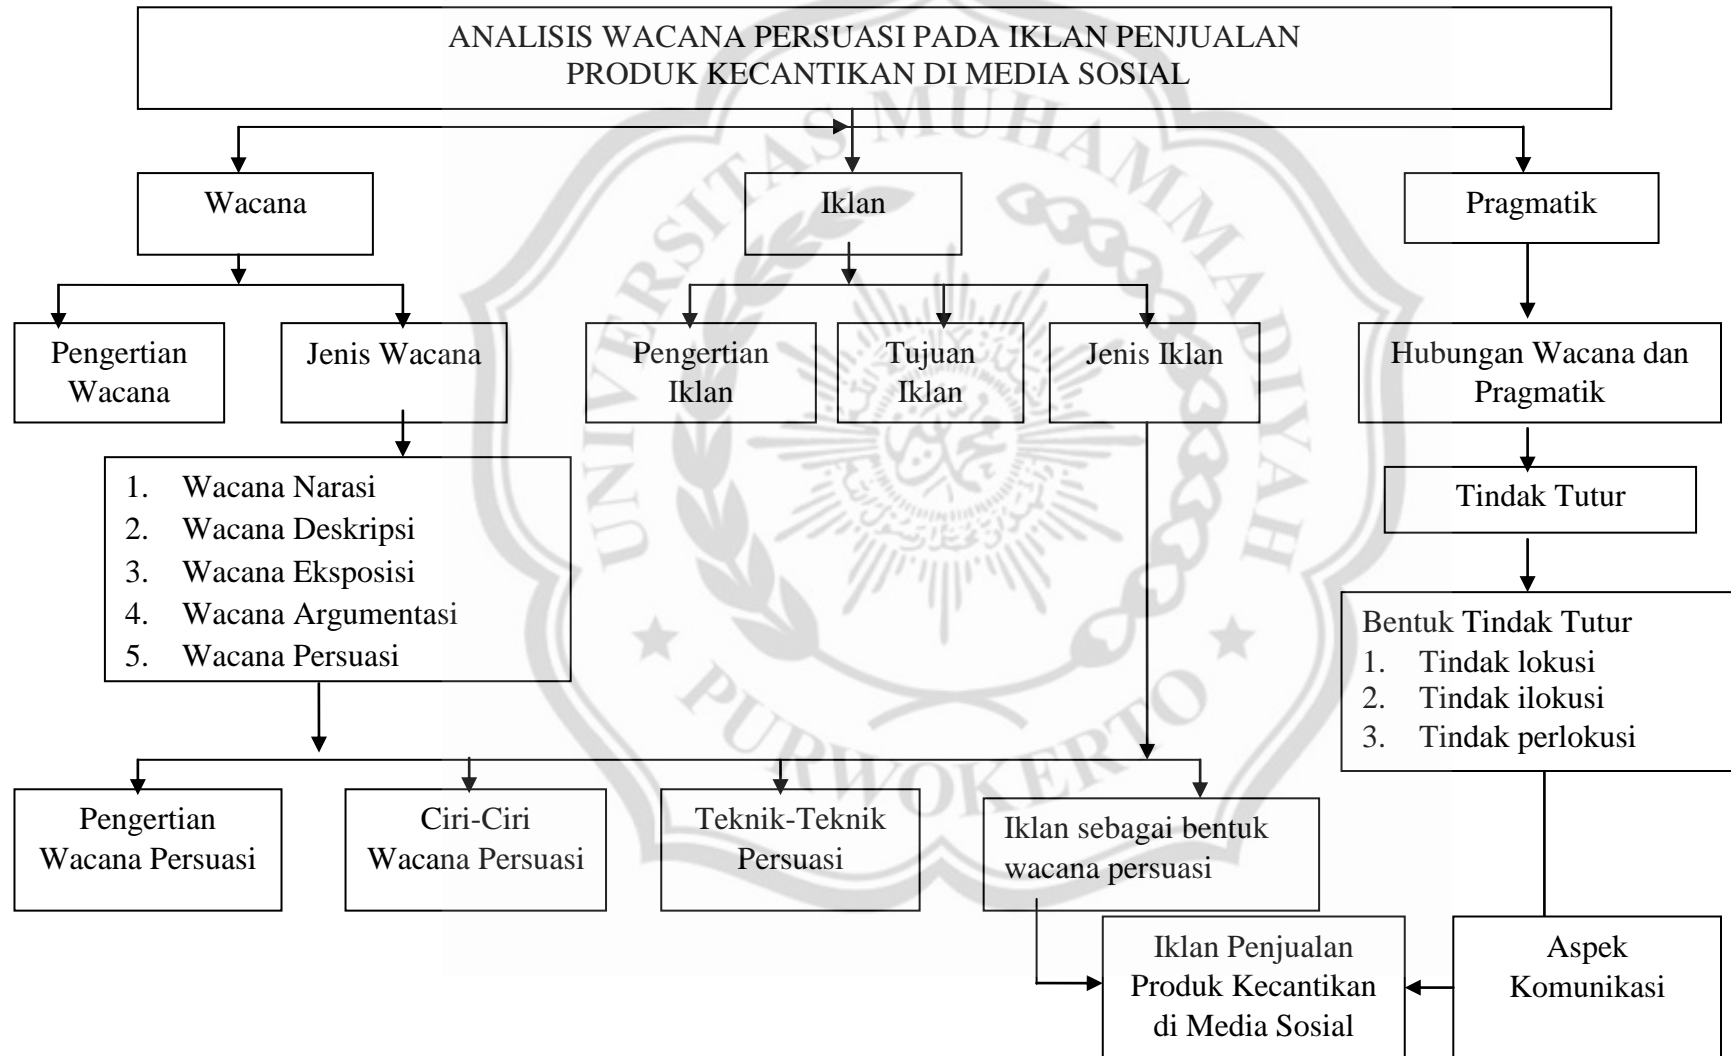 ANALISIS WACANA PERSUASI PADA IKLAN PENJUALAN
PRODUK KECANTIKAN DI MEDIA SOSIAL
Wacana
Iklan
Pragmatik
Pengertian
Wacana
Jenis Wacana
Pengertian
Iklan
Tujuan
Iklan
Jenis Iklan
Hubungan Wacana dan
Pragmatik
1. Wacana Narasi
2. Wacana Deskripsi
3. Wacana Eksposisi
4. Wacana Argumentasi
5. Wacana Persuasi
Tindak Tutur
Bentuk Tindak Tutur
1. Tindak lokusi
2. Tindak ilokusi
3. Tindak perlokusi
Pengertian
Wacana Persuasi
Ciri-Ciri
Wacana Persuasi
Teknik-Teknik
Persuasi
Iklan sebagai bentuk
wacana persuasi
Iklan Penjualan
Produk Kecantikan
di Media Sosial
Aspek
Komunikasi
UNIVERSITAS MUHAMMADIYAH
PURWOKERTO